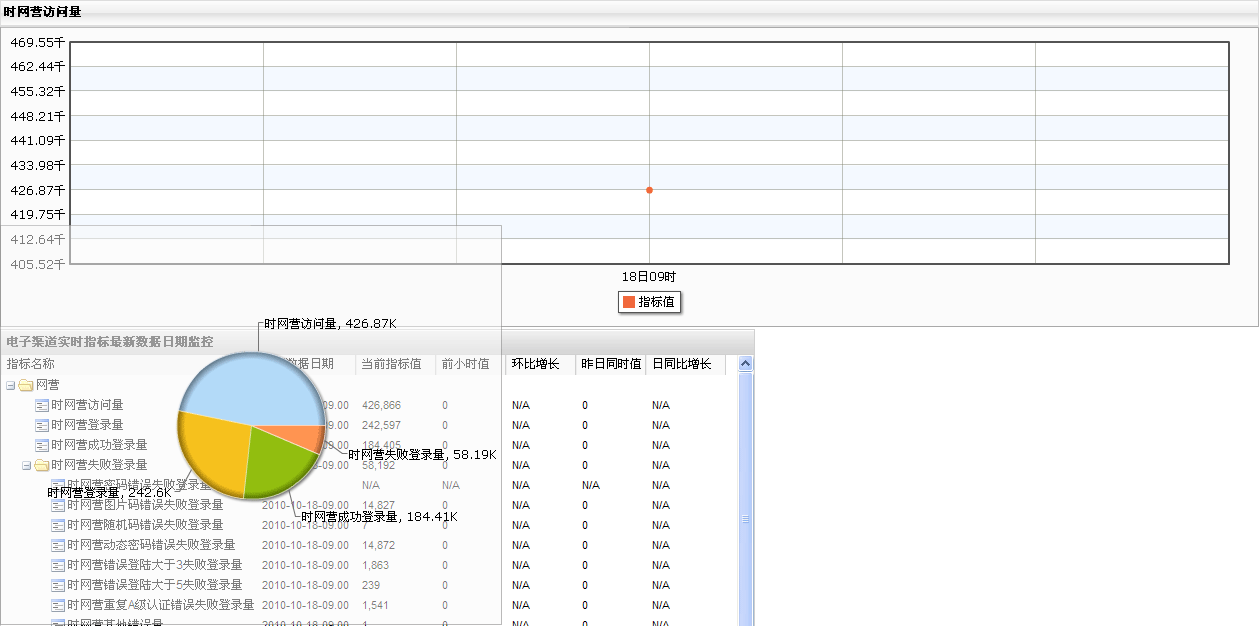 时网营访问量
469.55千
462.44千
455.32千
448.21千
441.09千
433.98千
426.87千
419.75千
412.64千
405.52千
18日09时
指标值
时网营访问量, 426.87K
时网营失败登录量, 58.19K
时网营登录量, 242.6K
时网营成功登录量, 184.41K
电子渠道实时指标最新数据日期监控
指标名称 数据日期 当前指标值 前小时值 环比增长 昨日同时值 日同比增长
网营
时网营访问量 09.00 426,866 0 N/A 0 N/A
时网营登录量 09.00 242,597 0 N/A 0 N/A
时网营成功登录量 09.00 184,405 0 N/A 0 N/A
时网营失败登录量 8-09.00 58,192 0 N/A 0 N/A
时网营密码错误失败登录量 N/A N/A N/A N/A N/A
时网营图片码错误失败登录量 2010-10-18-09.00 14,827 0 N/A 0 N/A
时网营随机码错误失败登录量 2010-10-18-09.00 7 0 N/A 0 N/A
时网营动态密码错误失败登录量 2010-10-18-09.00 14,872 0 N/A 0 N/A
时网营错误登陆大于3失败登录量 2010-10-18-09.00 1,863 0 N/A 0 N/A
时网营错误登陆大于5失败登录量 2010-10-18-09.00 239 0 N/A 0 N/A
时网营重复A级认证错误失败登录量 2010-10-18-09.00 1,541 0 N/A 0 N/A
时网营其他错误量 2010-10-18-09.00 1 0 N/A 0 N/A